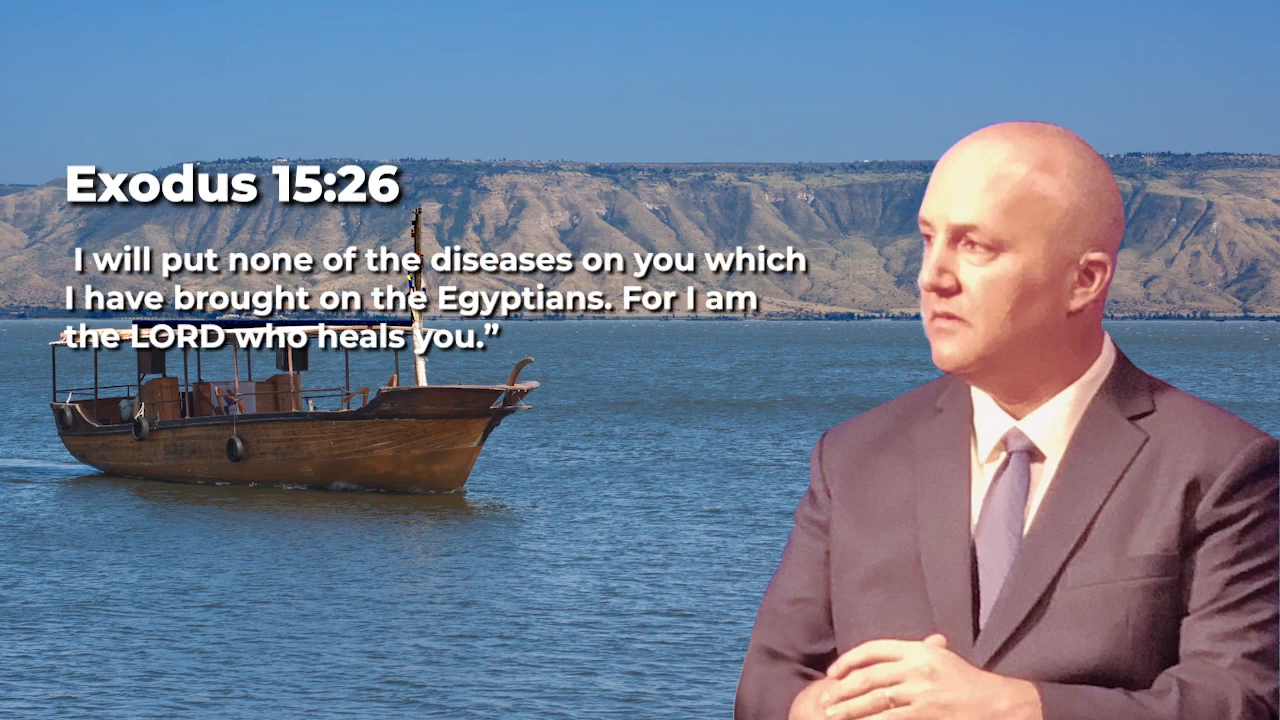 Exodus 15:26
I will put none of the diseases on you which
I have brought on the Egyptians. For I am
the LORD who heals you.”